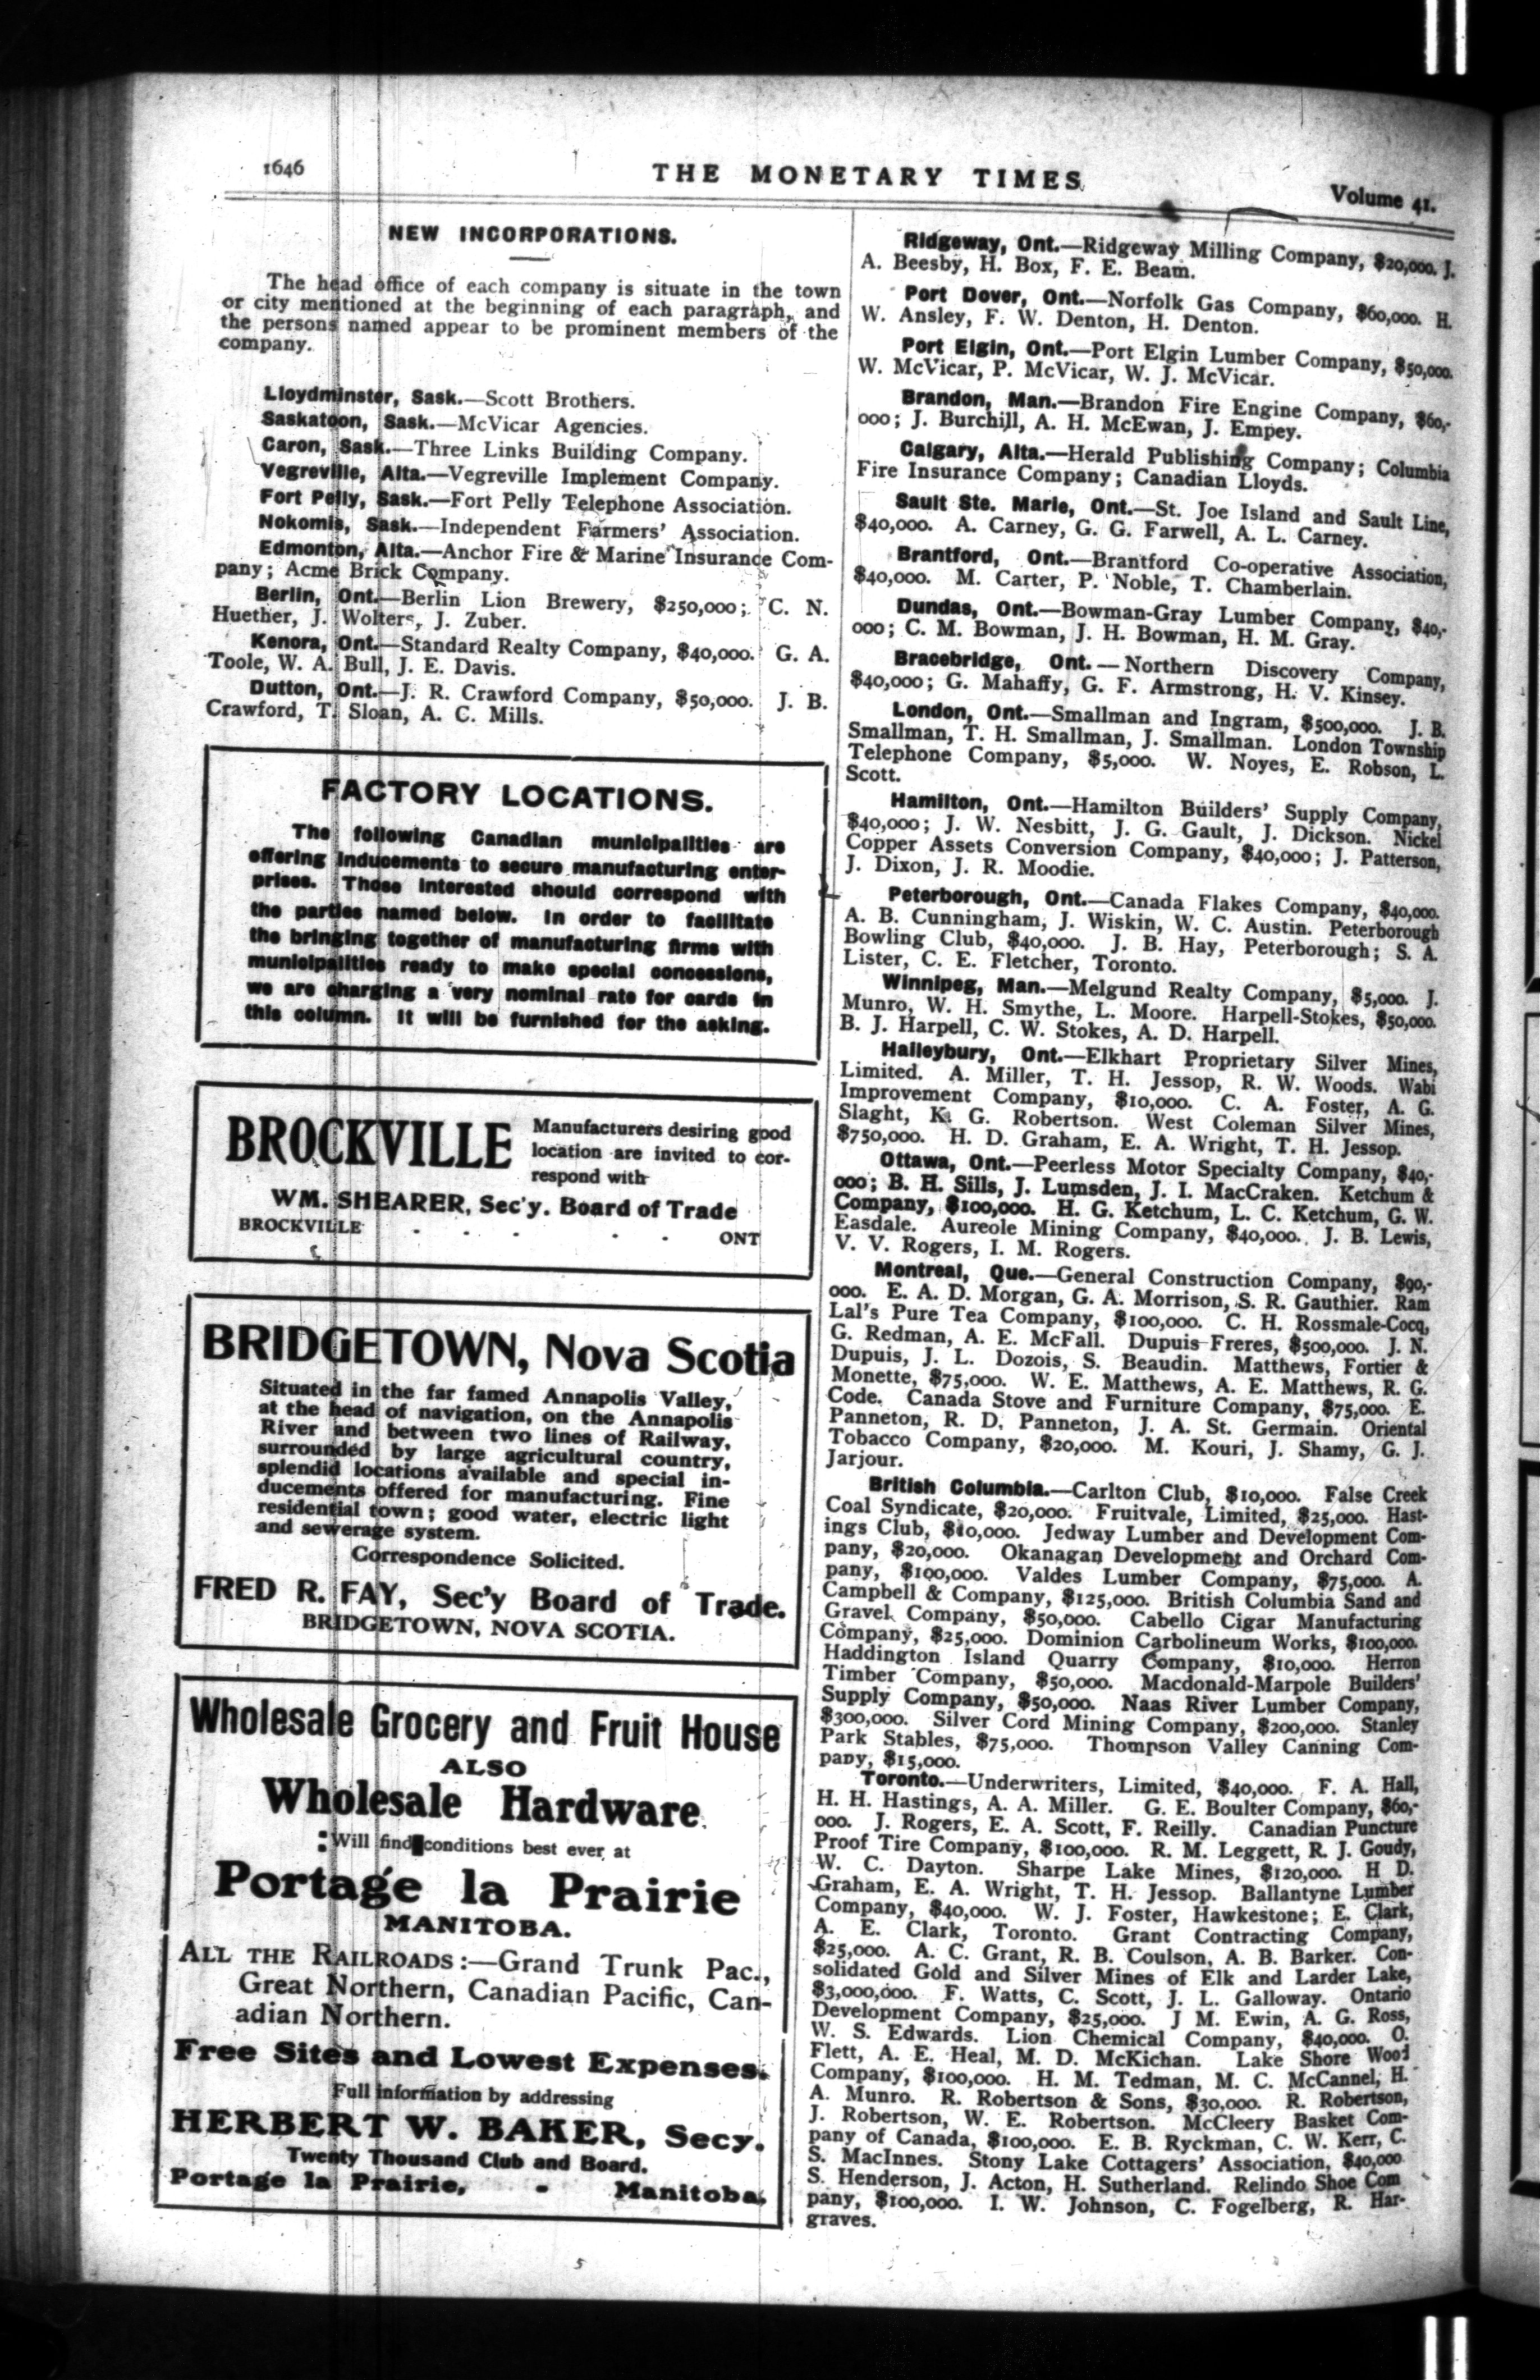 1646
THE MONETARY TIMES
Volume 41.
NEW INCORPORATIONS.
The head office of each company is situate in the town
or city mentioned at the beginning of each paragraph, and
the persons named appear to be prominent members of the
company.
Lloydminster, Sask.—Scott Brothers.
Saskatoon, Sask.—McVicar Agencies.
Caron, Sask.—Three Links Building Company.
Vegreville, Alta.—Vegreville Implement Company.
Fort Pelly, Sask.—Fort Pelly Telephone Association.
Nokomis, Sask.—Independent Farmers' Association.
Edmonton, Alta.—Anchor Fire & Marine Insurance Com-
pany; Acme Brick Company.
Berlin, Ont.—Berlin Lion Brewery, $250,000; C. N.
Huether, J. Wolters, J. Zuber.
Kenora, Ont.—Standard Realty Company, $40,000. G. A.
Toole, W. A. Bull, J. E. Davis.
Dutton, Ont.—J. R. Crawford Company, $50,000. J. B.
Crawford, T. Sloan, A. C. Mills.
FACTORY LOCATIONS.
The following Canadian municipalities are
offering inducements to secure manufacturing enter-
prises. Those interested should correspond with
the parties named below. In order to facilitate
the bringing together of manufacturing firms with
municipalities ready to make special concessions,
we are charging a very nominal rate for cards in
this column. It will be furnished for the asking.
BROCKVILLE
Manufacturers desiring good
location are invited to cor-
respond with
WM. SHEARER, Sec'y. Board of Trade
BROCKVILLE - - - - - ONT
BRIDGETOWN, Nova Scotia
Situated in the far famed Annapolis Valley,
at the head of navigation, on the Annapolis
River and between two lines of Railway,
surrounded by large agricultural country,
splendid locations available and special in-
ducements offered for manufacturing. Fine
residential town; good water, electric light
and sewerage system.
Correspondence Solicited.
FRED R. FAY, Sec'y Board of Trade.
BRIDGETOWN, NOVA SCOTIA.
Wholesale Grocery and Fruit House
ALSO
Wholesale Hardware
Will find conditions best ever at
Portage la Prairie
MANITOBA.
ALL THE RAILROADS:—Grand Trunk Pac.,
Great Northern, Canadian Pacific, Can-
adian Northern.
Free Sites and Lowest Expenses.
Full information by addressing
HERBERT W. BAKER, Secy.
Twenty Thousand Club and Board.
Portage la Prairie, - Manitoba.
Ridgeway, Ont.—Ridgeway Milling Company, $20,000. J.
A. Beesby, H. Box, F. E. Beam.
Port Dover, Ont.—Norfolk Gas Company, $60,000. H.
W. Ansley, F. W. Denton, H. Denton.
Port Elgin, Ont.—Port Elgin Lumber Company, $50,000.
W. McVicar, P. McVicar, W. J. McVicar.
Brandon, Man.—Brandon Fire Engine Company, $60,-
000; J. Burchill, A. H. McEwan, J. Empey.
Calgary, Alta.—Herald Publishing Company; Columbia
Fire Insurance Company; Canadian Lloyds.
Sault Ste. Marie, Ont.—St. Joe Island and Sault Line,
$40,000. A. Carney, G. G. Farwell, A. L. Carney.
Brantford, Ont.—Brantford Co-operative Association,
$40,000. M. Carter, P. Noble, T. Chamberlain.
Dundas, Ont.—Bowman-Gray Lumber Company, $40,-
000; C. M. Bowman, J. H. Bowman, H. M. Gray.
Bracebridge, Ont.—Northern Discovery Company,
$40,000; G. Mahaffy, G. F. Armstrong, H. V. Kinsey.
London, Ont.—Smallman and Ingram, $500,000. J. B.
Smallman, T. H. Smallman, J. Smallman. London Township
Telephone Company, $5,000. W. Noyes, E. Robson, L.
Scott.
Hamilton, Ont.—Hamilton Builders' Supply Company,
$40,000; J. W. Nesbitt, J. G. Gault, J. Dickson. Nickel
Copper Assets Conversion Company, $40,000; J. Patterson,
J. Dixon, J. R. Moodie.
Peterborough, Ont.—Canada Flakes Company, $40,000.
A. B. Cunningham, J. Wiskin, W. C. Austin. Peterborough
Bowling Club, $40,000. J. B. Hay, Peterborough; S. A.
Lister, C. E. Fletcher, Toronto.
Winnipeg, Man.—Melgund Realty Company, $5,000. J.
Munro, W. H. Smythe, L. Moore. Harpell-Stokes, $50,000.
B. J. Harpell, C. W. Stokes, A. D. Harpell.
Haileybury, Ont.—Elkhart Proprietary Silver Mines,
Limited. A. Miller, T. H. Jessop, R. W. Woods. Wabi
Improvement Company, $10,000. C. A. Foster, A. G.
Slaght, K. G. Robertson. West Coleman Silver Mines,
$750,000. H. D. Graham, E. A. Wright, T. H. Jessop.
Ottawa, Ont.—Peerless Motor Specialty Company, $40,-
000; B. H. Sills, J. Lumsden, J. I. MacCraken. Ketchum &
Company, $100,000. H. G. Ketchum, L. C. Ketchum, G. W.
Easdale. Aureole Mining Company, $40,000. J. B. Lewis,
V. V. Rogers, I. M. Rogers.
Montreal, Que.—General Construction Company, $90,-
000. E. A. D. Morgan, G. A. Morrison, S. R. Gauthier. Ram
Lal's Pure Tea Company, $100,000. C. H. Rossmale-Cocq,
G. Redman, A. E. McFall. Dupuis Freres, $500,000. J. N.
Dupuis, J. L. Dozois, S. Beaudin. Matthews, Fortier &
Monette, $75,000. W. E. Matthews, A. E. Matthews, R. G.
Code. Canada Stove and Furniture Company, $75,000. E.
Panneton, R. D. Panneton, J. A. St. Germain. Oriental
Tobacco Company, $20,000. M. Kouri, J. Shamy, G. J.
Jarjour.
British Columbia.—Carlton Club, $10,000. False Creek
Coal Syndicate, $20,000. Fruitvale, Limited, $25,000. Hast-
ings Club, $10,000. Jedway Lumber and Development Com-
pany, $20,000. Okanagan Development and Orchard Com-
pany, $100,000. Valdes Lumber Company, $75,000. A.
Campbell & Company, $125,000. British Columbia Sand and
Gravel Company, $50,000. Cabello Cigar Manufacturing
Company, $25,000. Dominion Carbolineum Works, $100,000.
Haddington Island Quarry Company, $10,000. Herron
Timber Company, $50,000. Macdonald-Marpole Builders'
Supply Company, $50,000. Naas River Lumber Company,
$300,000. Silver Cord Mining Company, $200,000. Stanley
Park Stables, $75,000. Thompson Valley Canning Com-
pany, $15,000.
Toronto.—Underwriters, Limited, $40,000. F. A. Hall,
H. H. Hastings, A. A. Miller. G. E. Boulter Company, $60,-
000. J. Rogers, E. A. Scott, F. Reilly. Canadian Puncture
Proof Tire Company, $100,000. R. M. Leggett, R. J. Goudy,
W. C. Dayton. Sharpe Lake Mines, $120,000. H D.
Graham, E. A. Wright, T. H. Jessop. Ballantyne Lumber
Company, $40,000. W. J. Foster, Hawkestone; E. Clark,
A. E. Clark, Toronto. Grant Contracting Company,
$25,000. A. C. Grant, R. B. Coulson, A. B. Barker. Con-
solidated Gold and Silver Mines of Elk and Larder Lake,
$3,000,000. F. Watts, C. Scott, J. L. Galloway. Ontario
Development Company, $25,000. J M. Ewin, A. G. Ross,
W. S. Edwards. Lion Chemical Company, $40,000. O.
Flett, A. E. Heal, M. D. McKichan. Lake Shore Wood
Company, $100,000. H. M. Tedman, M. C. McCannel, H.
A. Munro. R. Robertson & Sons, $30,000. R. Robertson,
J. Robertson, W. E. Robertson. McCleery Basket Com-
pany of Canada, $100,000. E. B. Ryckman, C. W. Kerr, C.
S. MacInnes. Stony Lake Cottagers' Association, $40,000
S. Henderson, J. Acton, H. Sutherland. Relindo Shoe Com
pany, $100,000. I. W. Johnson, C. Fogelberg, R. Har-
graves.
5